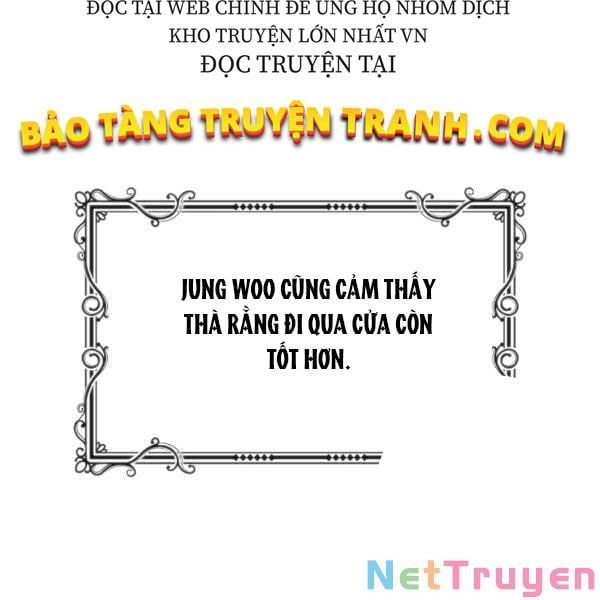 ĐỌC TẠI WEB CHÍNH ĐỂ ỦNG HỘ NHÓM DỊCH
KHO TRUYỆN LỚN NHẤT VN
ĐỌC TRUYỆN TẠI
BẢO TÀNG TRUYỆN TRANH.COM
JUNG WOO CŨNG CẢM THẤY
THÀ RẰNG ĐI QUA CỬA CÒN
TỐT HƠN.
NetTruyen